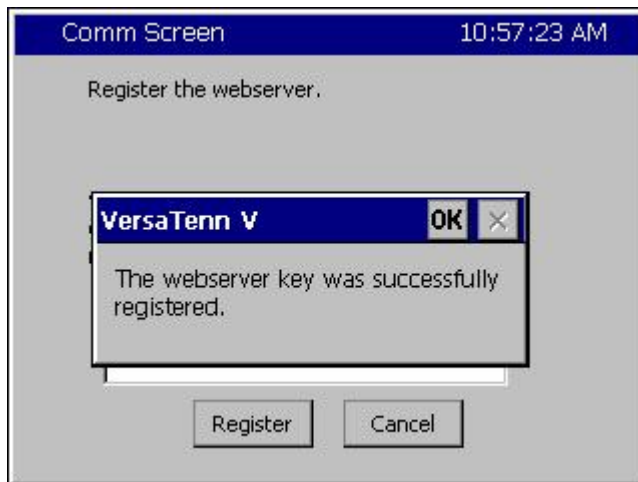 Comm Screen 10:57:23 AM
Register the webserver.
VersaTenn V OK
The webserver key was successfully
registered.
Register Cancel